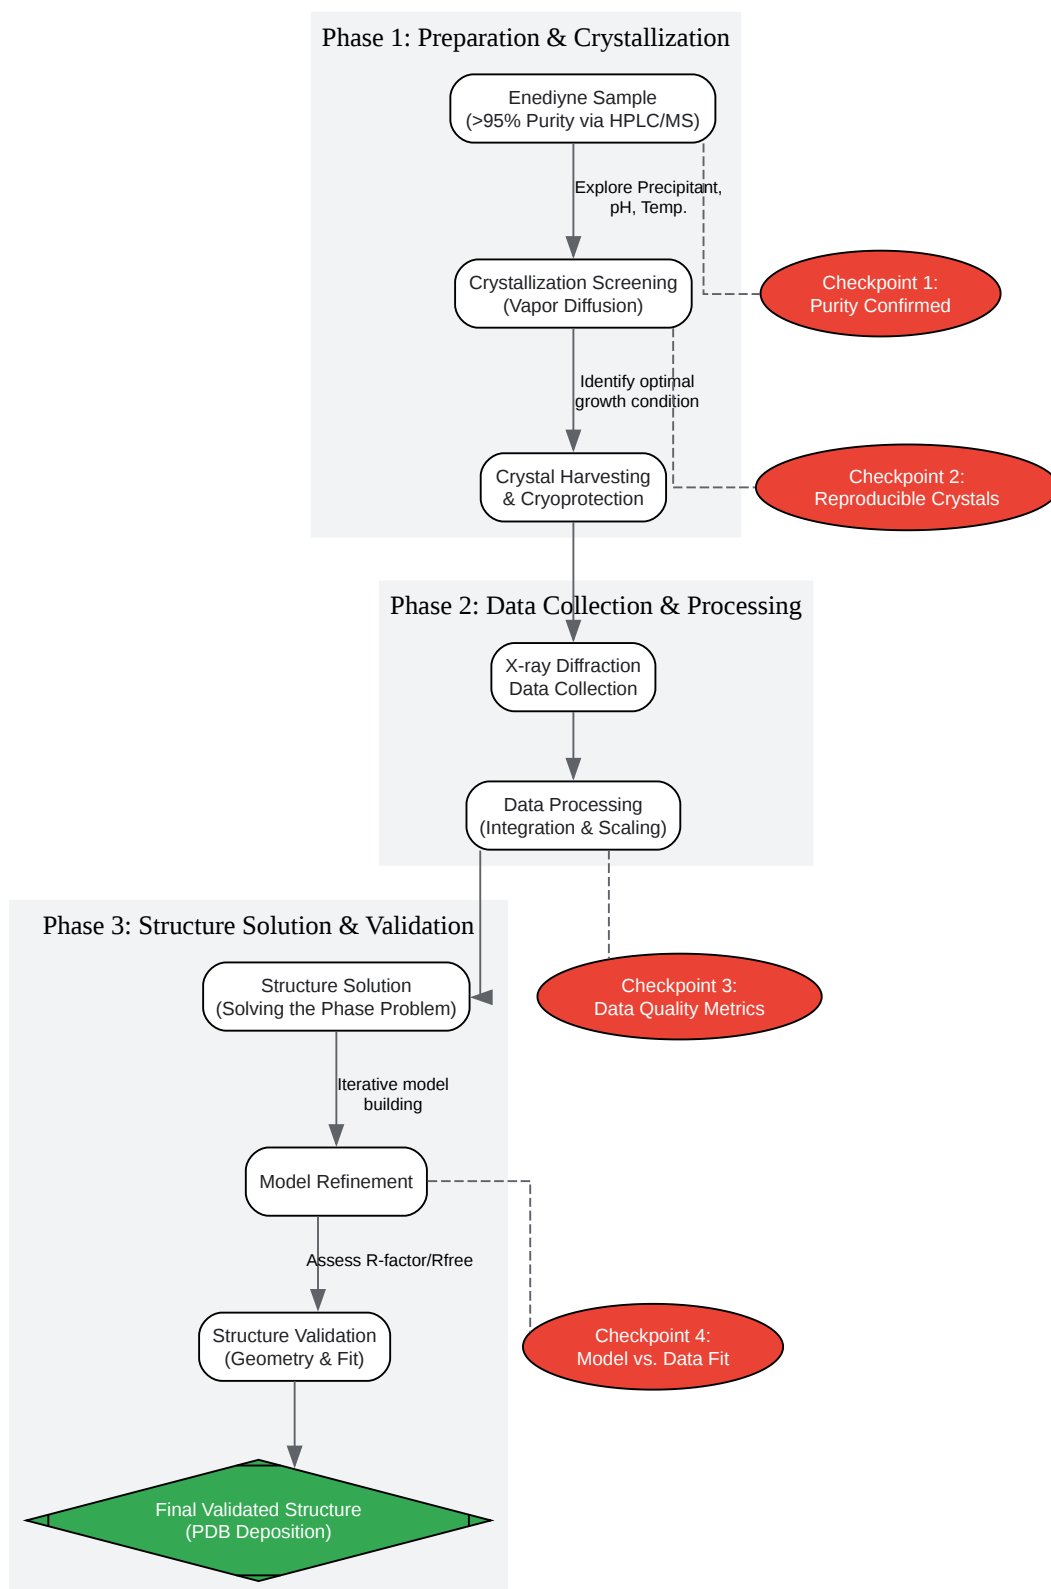 Phase 1: Preparation & Crystallization
Enediyne Sample
(>95% Purity via HPLC/MS)
Explore Precipitant,
pH, Temp.
Crystallization Screening
(Vapor Diffusion)
Checkpoint 1:
Purity Confirmed
Identify optimal
growth condition
Crystal Harvesting
& Cryoprotection
Checkpoint 2:
Reproducible Crystals
Phase 2: Data Collection & Processing
X-ray Diffraction
Data Collection
Data Processing
(Integration & Scaling)
Phase 3: Structure Solution & Validation
Structure Solution
(Solving the Phase Problem)
Checkpoint 3:
Data Quality Metrics
Iterative model
building
Model Refinement
Assess R-factor/Rfree
Structure Validation
(Geometry & Fit)
Checkpoint 4:
Model vs. Data Fit
Final Validated Structure
(PDB Deposition)